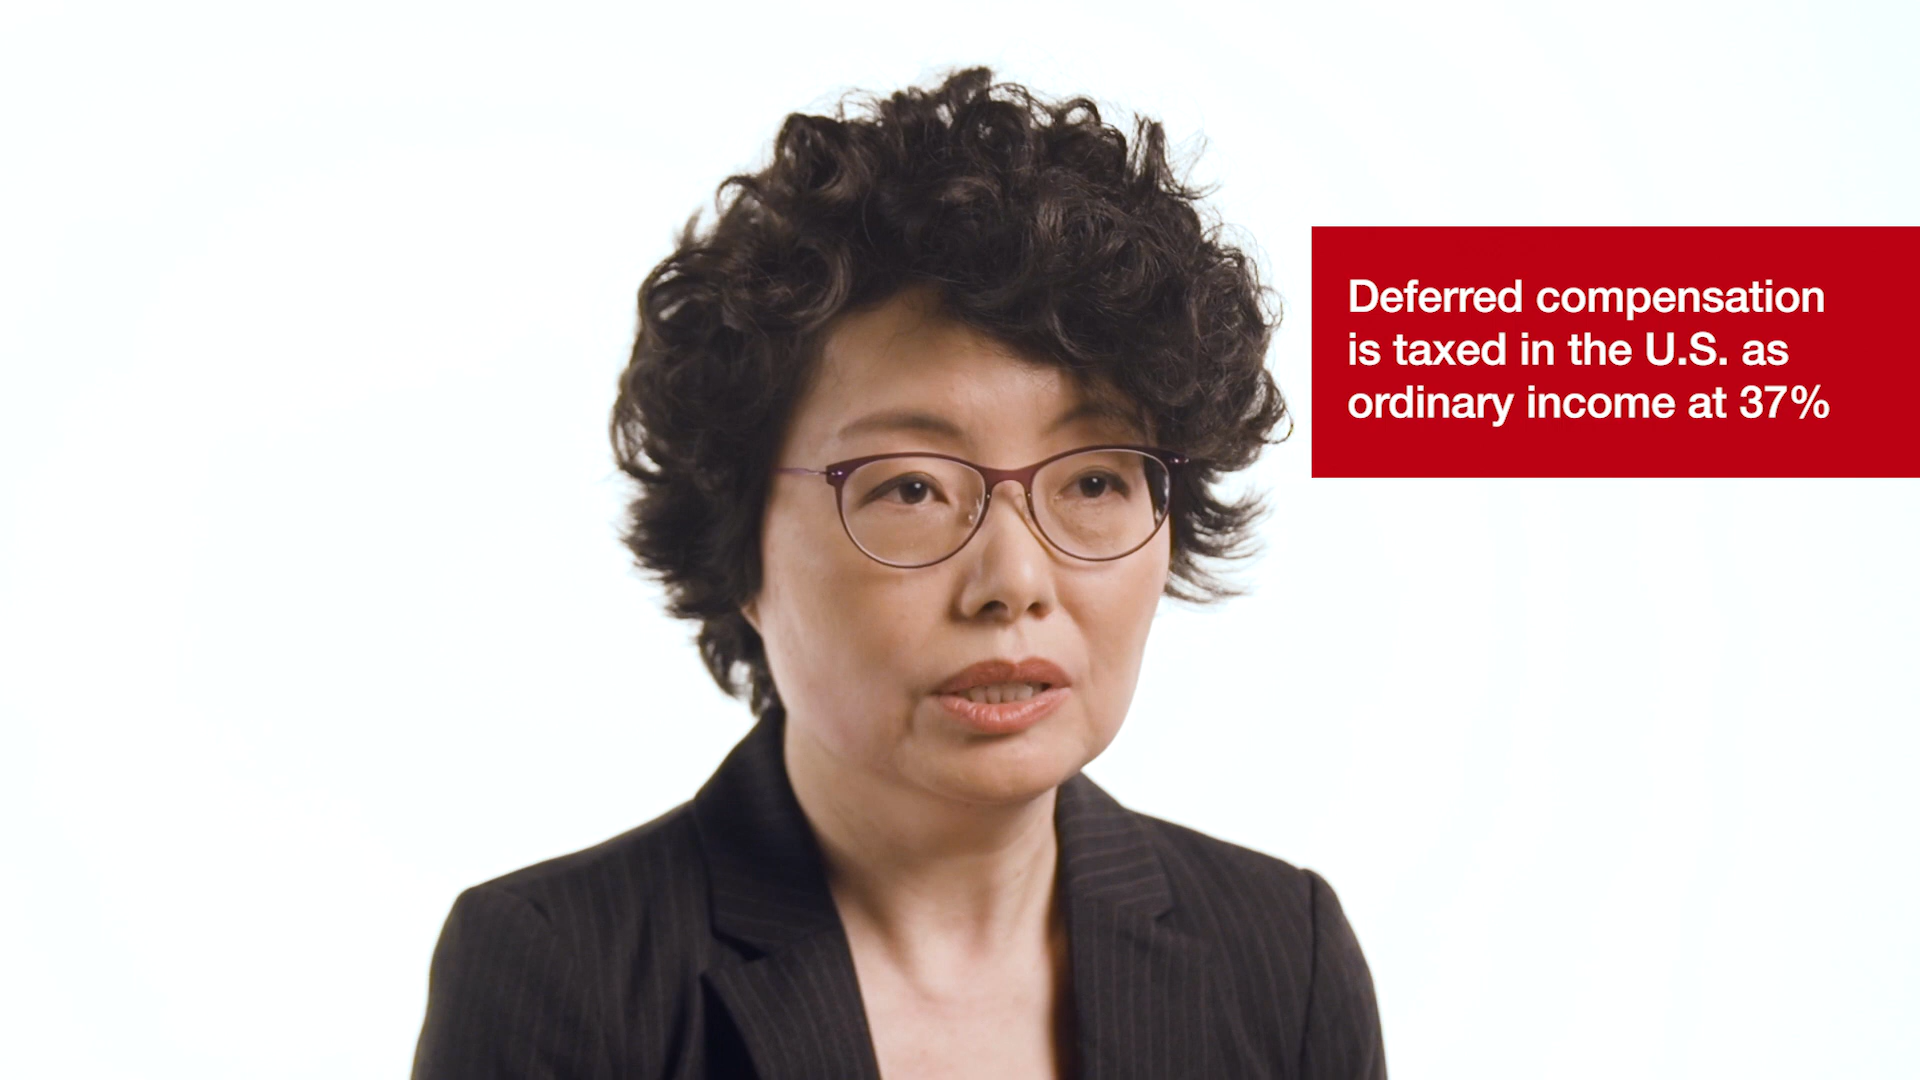 Deferred compensation
is taxed in the U.S. as
ordinary income at 37%